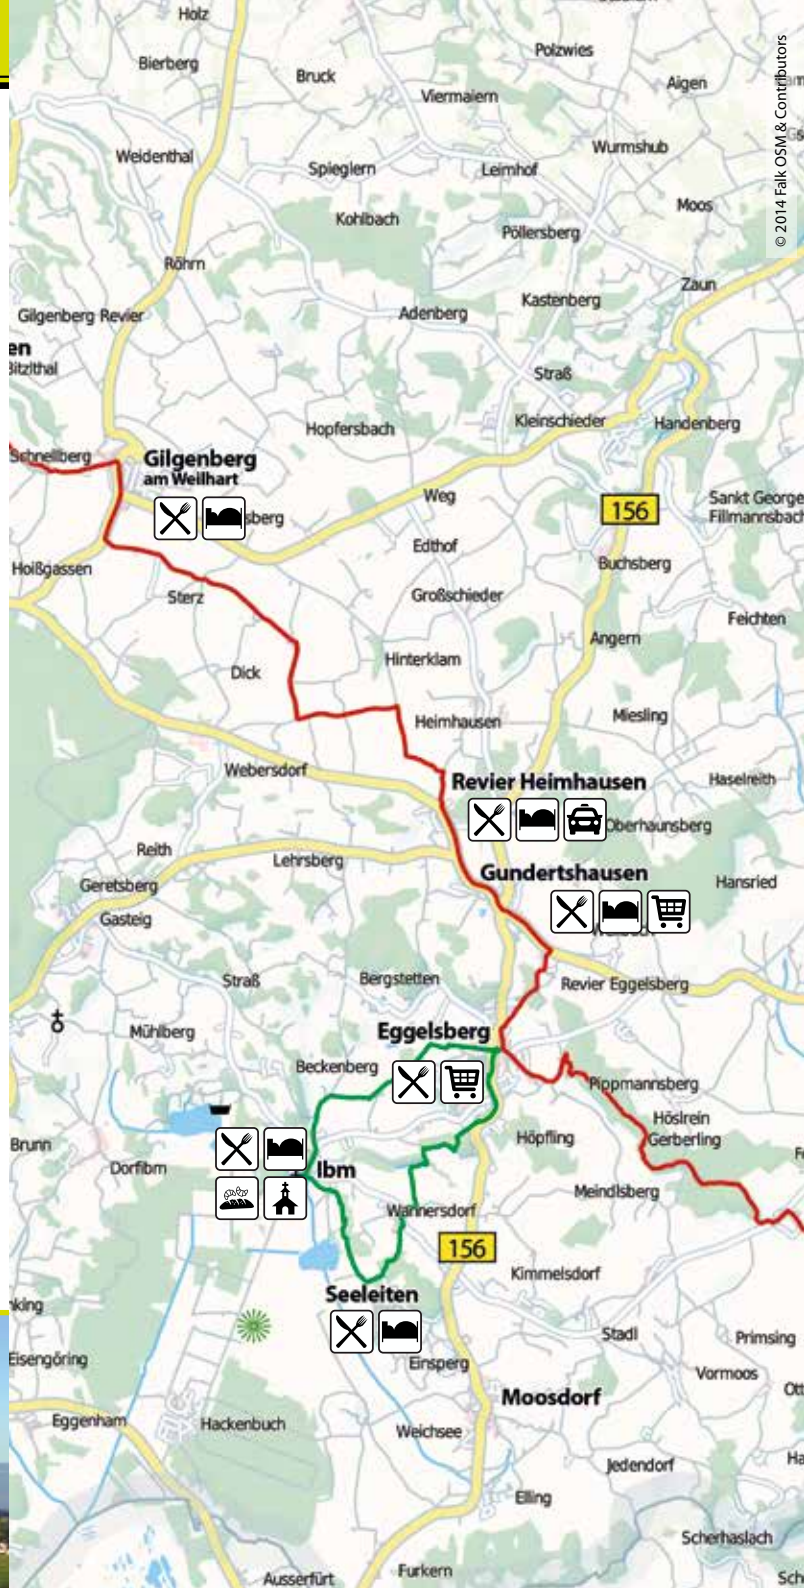 Holz
Polzwies
Bierberg
Bruck
Aigen
Viermaiern
© 2014 Falk OSM & Contributors
Weidenthal
Wurmshub
Spieglern
Leimhof
Moos
Kohlbach
Pöllersberg
Röhrn
Zaun
Kastenberg
Gilgenberg Revier
Adenberg
en
Straß
Kleinschieder
Handenberg
Hopfersbach
Schnellberg
Gilgenberg
am Weilhart
Weg
Sankt George
Fillmannsbach
156
sberg
Edthof
Buchsberg
Hoißgassen
Sterz
Großschieder
Feichten
Angern
Hinterklam
Dick
Miesling
Heimhausen
Webersdorf
Revier Heimhausen
Haselreith
Oberhaunsberg
Reith
Lehrsberg
Gundertshausen
Geretsberg
Hansried
Gasteig
Straß
Bergstetten
Revier Eggelsberg
Mühlberg
Eggelsberg
Beckenberg
Pippmannsberg
Höslrein
Gerberling
Höpfling
Brunn
Dorfibm
Ibm
Meindlsberg
Wannersdorf
156
Kimmelsdorf
Seeleiten
Stadl
Primsing
Eisengöring
Einsperg
Vormoos
Moosdorf
Eggenham
Hackenbuch
Weichsee
Jedendorf
Elling
Scherhaslach
Furkern
Ausserfürt